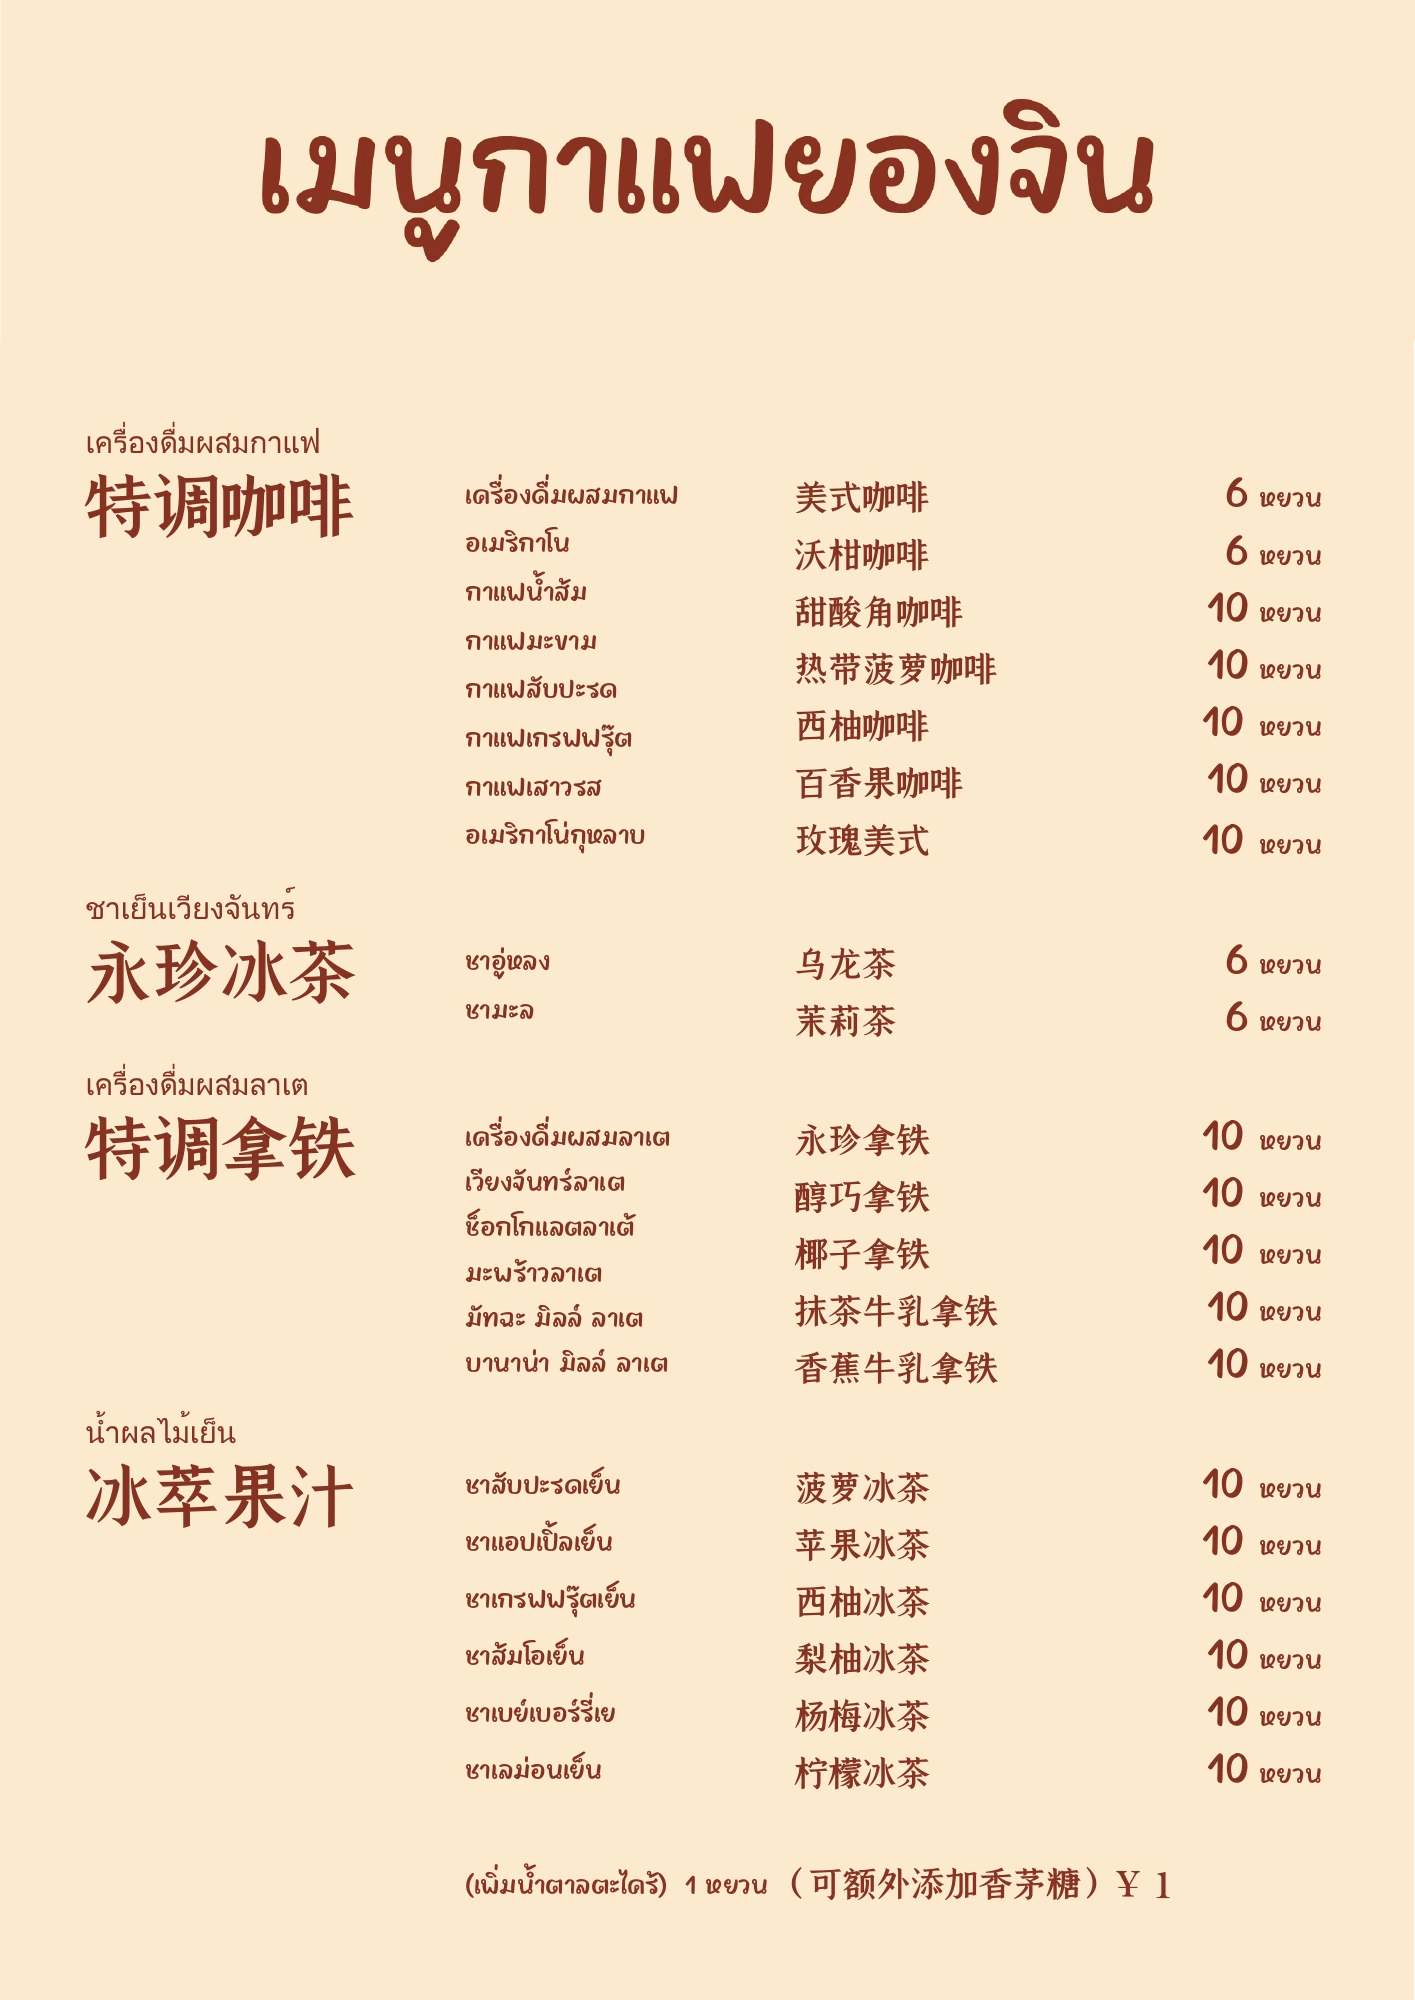 เมนูกาแฟยองจิน
เครื่องดื่มผสมกาแฟ
特调咖啡
เครื่องดื่มผสมกาแฟ
อเมริกาโน
กาแฟน้ำส้ม
กาแฟมะขาม
กาแฟสับปะรด
กาแฟเกรฟฟรุ๊ต
กาแฟเสาวรส
อเมริกาโน่กุหลาบ
美式咖啡
沃柑咖啡
甜酸角咖啡
热带菠萝咖啡
西柚咖啡
百香果咖啡
玫瑰美式
6 หยวน
6 หยวน
10 หยวน
10 หยวน
10 หยวน
10 หยวน
10 หยวน
ชาเย็นเวียงจันทร์
永珍冰茶
ชาอู่หลง
ชามะล
乌龙茶
茉莉茶
6 หยวน
6 หยวน
เครื่องดื่มผสมลาเต
特调拿铁
เครื่องดื่มผสมลาเต
เวียงจันทร์ลาเต
ช็อกโกแลตลาเต้
มะพร้าวลาเต
มัทฉะ มิลล์ ลาเต
บานาน่า มิลล์ ลาเต
永珍拿铁
醇巧拿铁
椰子拿铁
抹茶牛乳拿铁
香蕉牛乳拿铁
10 หยวน
10 หยวน
10 หยวน
10 หยวน
10 หยวน
น้ำผลไม้เย็น
冰萃果汁
ชาสับปะรดเย็น
ชาแอปเปิ้ลเย็น
ชาเกรฟฟรุ๊ตเย็น
ชาส้มโอเย็น
ชาเบย์เบอร์รี่เย
ชาเลม่อนเย็น
菠萝冰茶
苹果冰茶
西柚冰茶
梨柚冰茶
杨梅冰茶
柠檬冰茶
10 หยวน
10 หยวน
10 หยวน
10 หยวน
10 หยวน
10 หยวน
(เพิ่มน้ำตาลตะไคร้) 1 หยวน （可额外添加香茅糖）¥ 1